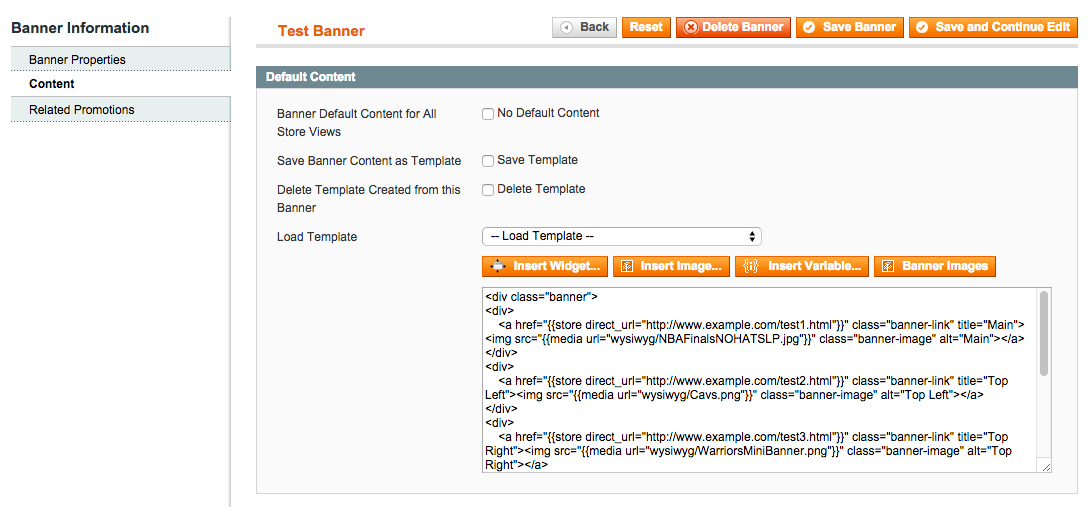 Banner Information
Banner Properties
Content
Related Promotions
Test Banner
Back
Reset
Delete Banner
Save Banner
Save and Continue Edit
Default Content
Banner Default Content for All
Store Views
No Default Content
Save Banner Content as Template
Save Template
Delete Template Created from this
Banner
Delete Template
Load Template
-- Load Template --
Insert Widget...
Insert Image...
Insert Variable...
Banner Images
<div class="banner">
<div>
<a href="{{store direct_url="http://www.example.com/test1.html"}}" class="banner-link" title="Main">
<img src="{{media url="wysiwyg/NBAFinalsNOHATSLP.jpg"}}" class="banner-image" alt="Main"></a>
</div>
<div>
<a href="{{store direct_url="http://www.example.com/test2.html"}}" class="banner-link" title="Top
Left"><img src="{{media url="wysiwyg/Cavs.png"}}" class="banner-image" alt="Top Left"></a>
</div>
<div>
<a href="{{store direct_url="http://www.example.com/test3.html"}}" class="banner-link" title="Top
Right"><img src="{{media url="wysiwyg/WarriorsMiniBanner.png"}}" class="banner-image" alt="Top
Right"></a>